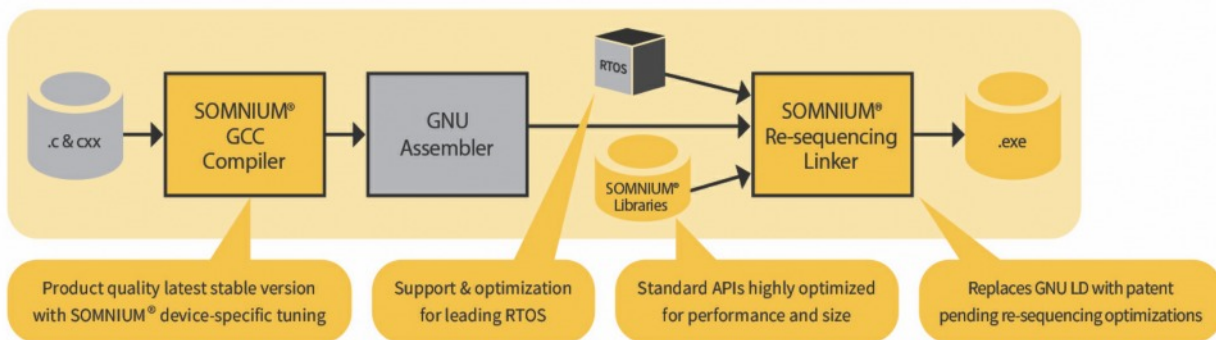 RTOS
.c & cxx
SOMNIUM®
GCC
Compiler
GNU
Assembler
SOMNIUM®
Libraries
SOMNIUM®
Re-sequencing
Linker
.exe
Product quality latest stable version
with SOMNIUM® device-specific tuning
Support & optimization
for leading RTOS
Standard APIs highly optimized
for performance and size
Replaces GNU LD with patent
pending re-sequencing optimizations